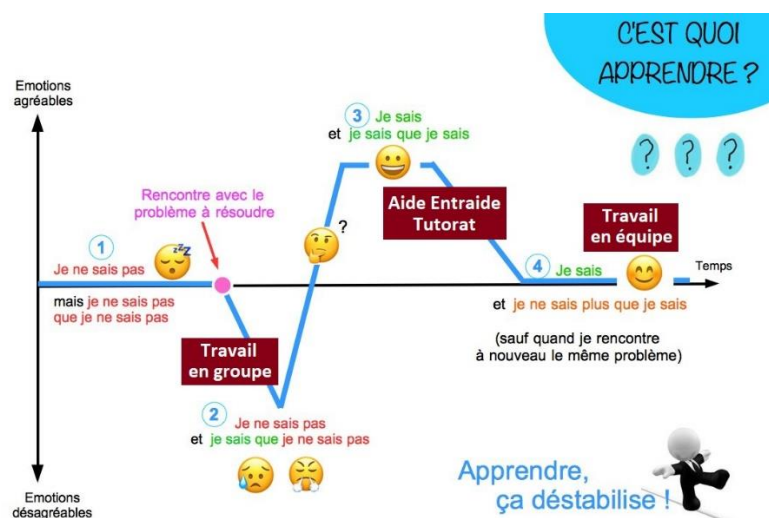 C'EST QUOI
APPRENDRE ?
? ? ?
Emotions
agréables
3 Je sais
et je sais que je sais
Rencontre avec le
problème à résoudre
?
Aide Entraide
Tutorat
Travail
en équipe
1
Je ne sais pas
zzZ
4 Je sais
Temps
mais je ne sais pas
que je ne sais pas
et je ne sais plus que je sais
(sauf quand je rencontre
à nouveau le même problème)
Travail
en groupe
2 Je ne sais pas
et je sais que je ne sais pas
Apprendre,
ça déstabilise !
Emotions
désagréables